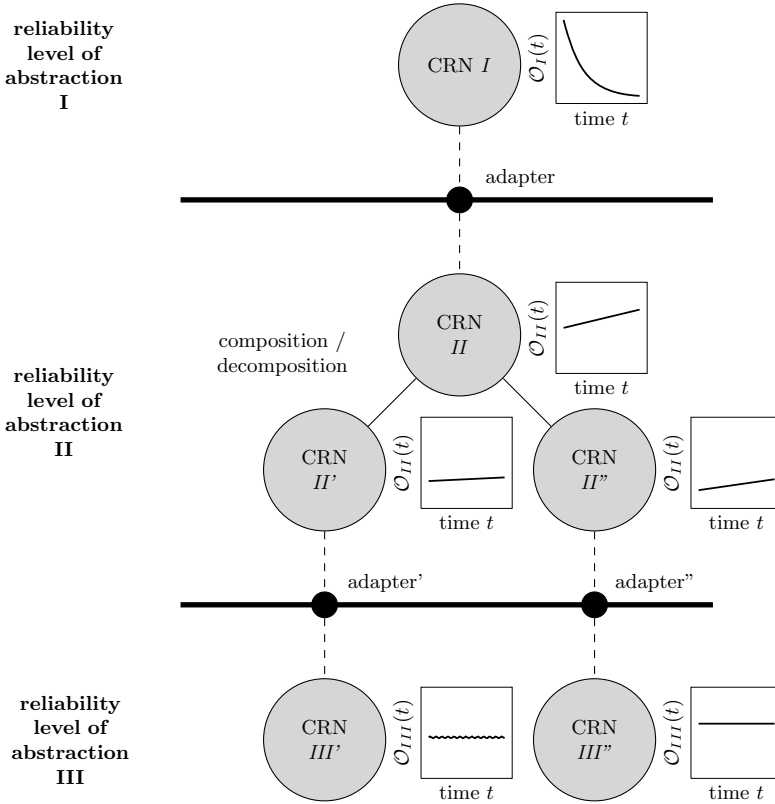 reliability
level of
abstraction
I
CRN I
𝒪_I(t)
time t
adapter
reliability
level of
abstraction
II
composition /
decomposition
CRN
II
𝒪_II(t)
time t
CRN
II'
𝒪_II(t)
time t
CRN
II”
𝒪_II(t)
time t
adapter'
adapter”
reliability
level of
abstraction
III
CRN
III'
𝒪_III(t)
time t
CRN
III”
𝒪_III(t)
time t